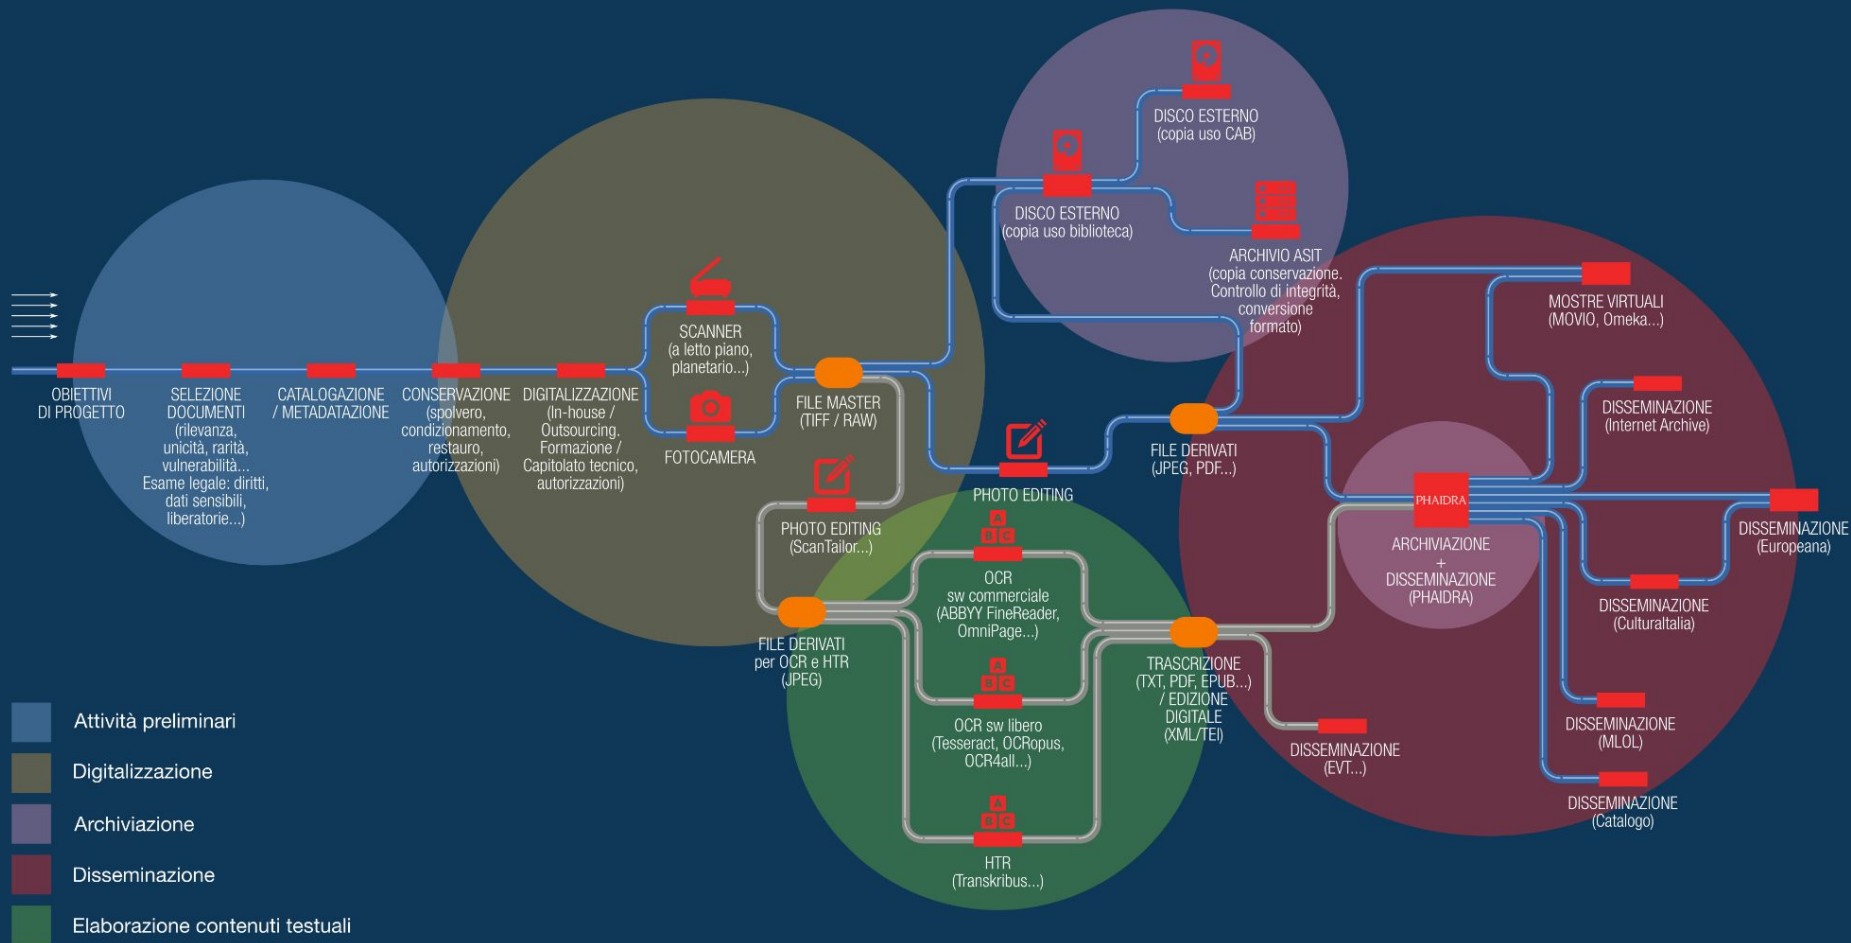 OBIETTIVI
DI PROGETTO
SELEZIONE
DOCUMENTI
(rilevanza,
unicità, rarità,
vulnerabilità...
Esame legale: diritti,
dati sensibili,
liberatorie...)
CATALOGAZIONE
/ METADATAZIONE
CONSERVAZIONE
(spolvero,
condizionamento,
restauro,
autorizzazioni)
DIGITALIZZAZIONE
(In-house /
Outsourcing.
Formazione /
Capitolato tecnico,
autorizzazioni)
SCANNER
(a letto piano,
planetario...)
FOTOCAMERA
FILE MASTER
(TIFF / RAW)
PHOTO EDITING
(ScanTailor...)
FILE DERIVATI
per OCR e HTR
(JPEG)
DISCO ESTERNO
(copia uso biblioteca)
DISCO ESTERNO
(copia uso CAB)
ARCHIVIO ASIT
(copia conservazione.
Controllo di integrità,
conversione
formato)
PHOTO EDITING
FILE DERIVATI
(JPEG, PDF...)
A
B C
OCR
sw commerciale
(ABBYY FineReader,
OmniPage...)
A
B C
OCR sw libero
(Tesseract, OCRopus,
OCR4all...)
A
B C
HTR
(Transkribus...)
TRASCRIZIONE
(TXT, PDF, EPUB...)
/ EDIZIONE
DIGITALE
(XML/TEI)
DISSEMINAZIONE
(EVT...)
PHAIDRA
ARCHIVIAZIONE
+
DISSEMINAZIONE
(PHAIDRA)
MOSTRE VIRTUALI
(MOVIO, Omeka...)
DISSEMINAZIONE
(Internet Archive)
DISSEMINAZIONE
(Europeana)
DISSEMINAZIONE
(CulturaItalia)
DISSEMINAZIONE
(MLOL)
DISSEMINAZIONE
(Catalogo)
Attività preliminari
Digitalizzazione
Archiviazione
Disseminazione
Elaborazione contenuti testuali